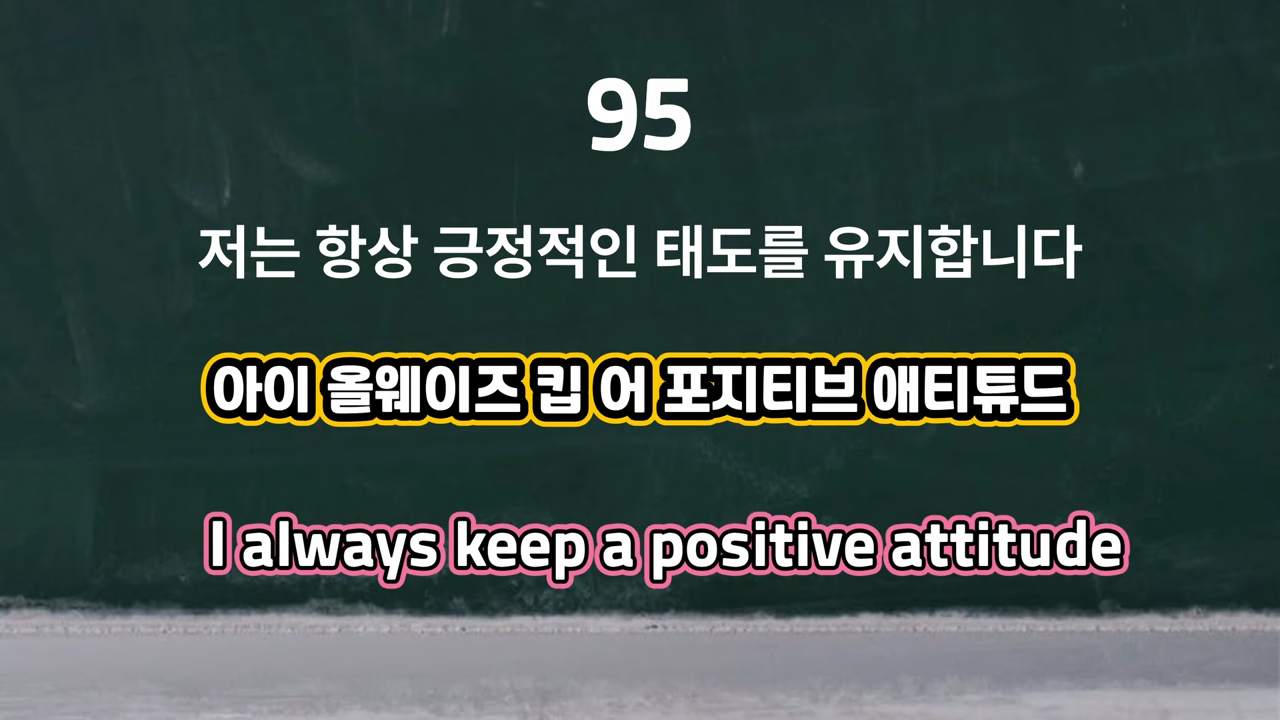 95
저는 항상 긍정적인 태도를 유지합니다
아이 올웨이즈 킵 어 포지티브 애티튜드
I always keep a positive attitude